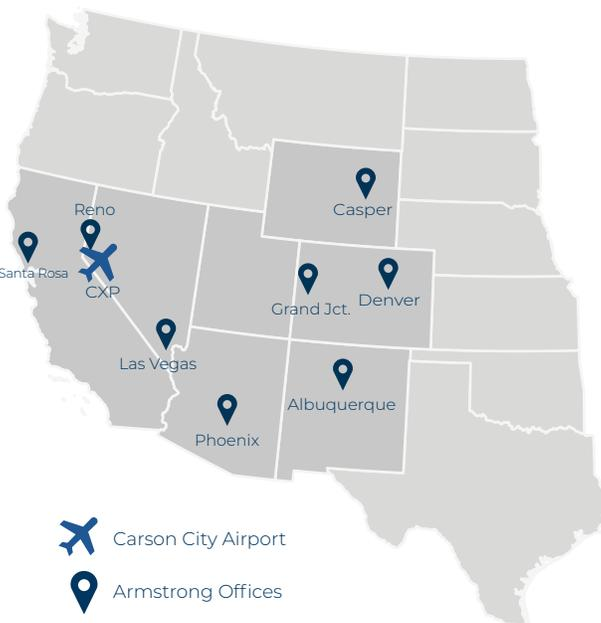 Casper
Reno
Santa Rosa
CXP
Grand Jct.
Denver
Las Vegas
Albuquerque
Phoenix
Carson City Airport
Armstrong Offices